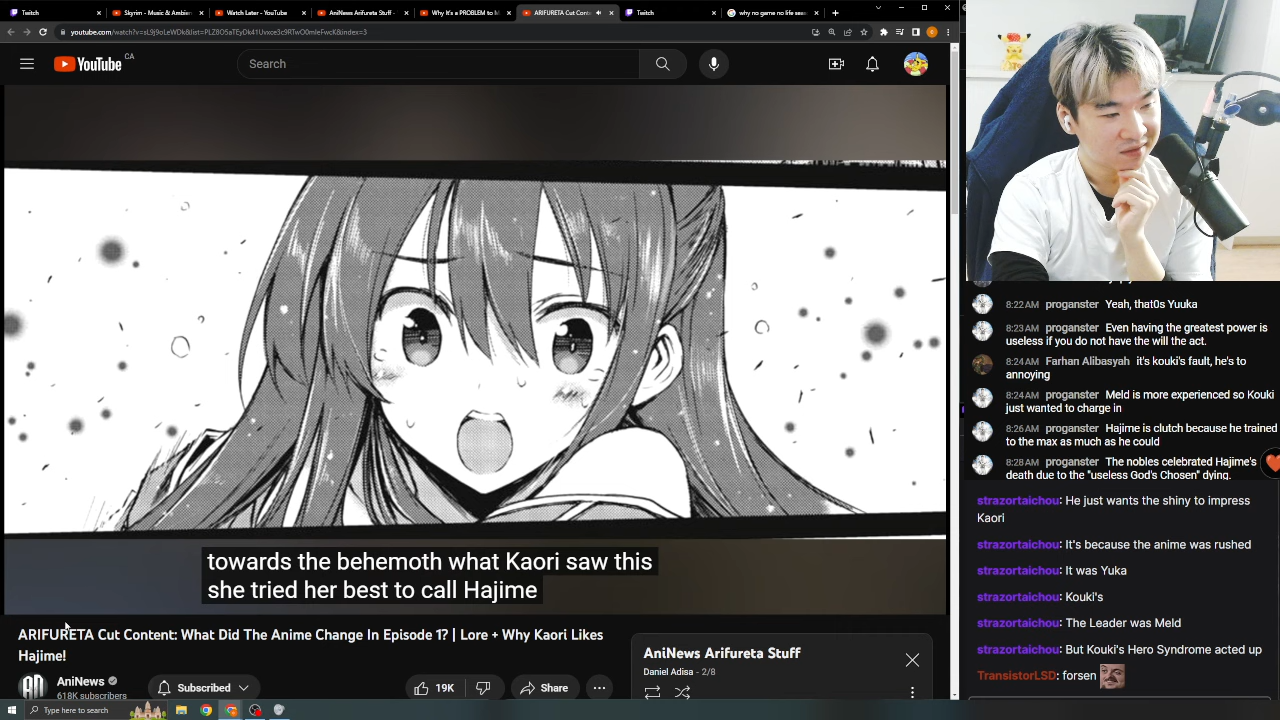 Twitch
Skyrim - Music & Ambien
Watch Later - YouTube
AniNews Arifureta Stuff -
Why It's a PROBLEM to M
ARIFURETA Cut Conten
Twitch
why no game no life seas
youtube.com/watch?v=sL9j9oLeWDk&list=PLZ8O5aTEyDk41Uvxce3c9RTwO0mIeFwcK&index=3
YouTube CA
Search
towards the behemoth what Kaori saw this
she tried her best to call Hajime
ARIFURETA Cut Content: What Did The Anime Change In Episode 1? | Lore + Why Kaori Likes
Hajime!
AniNews
618K subscribers
Subscribed
19K
Share
AniNews Arifureta Stuff
Daniel Adisa - 2/8
8:22 AM proganster Yeah, that0s Yuuka
8:23 AM proganster Even having the greatest power is
useless if you do not have the will the act.
8:24 AM Farhan Alibasyah it's kouki's fault, he's to
annoying
8:24 AM proganster Meld is more experienced so Kouki
just wanted to charge in
8:26 AM proganster Hajime is clutch because he trained
to the max as much as he could
8:28 AM proganster The nobles celebrated Hajime's
death due to the "useless God's Chosen" dying.
strazortaichou: He just wants the shiny to impress
Kaori
strazortaichou: It's because the anime was rushed
strazortaichou: It was Yuka
strazortaichou: Kouki's
strazortaichou: The Leader was Meld
strazortaichou: But Kouki's Hero Syndrome acted up
TransistorLSD: forsen
Type here to search